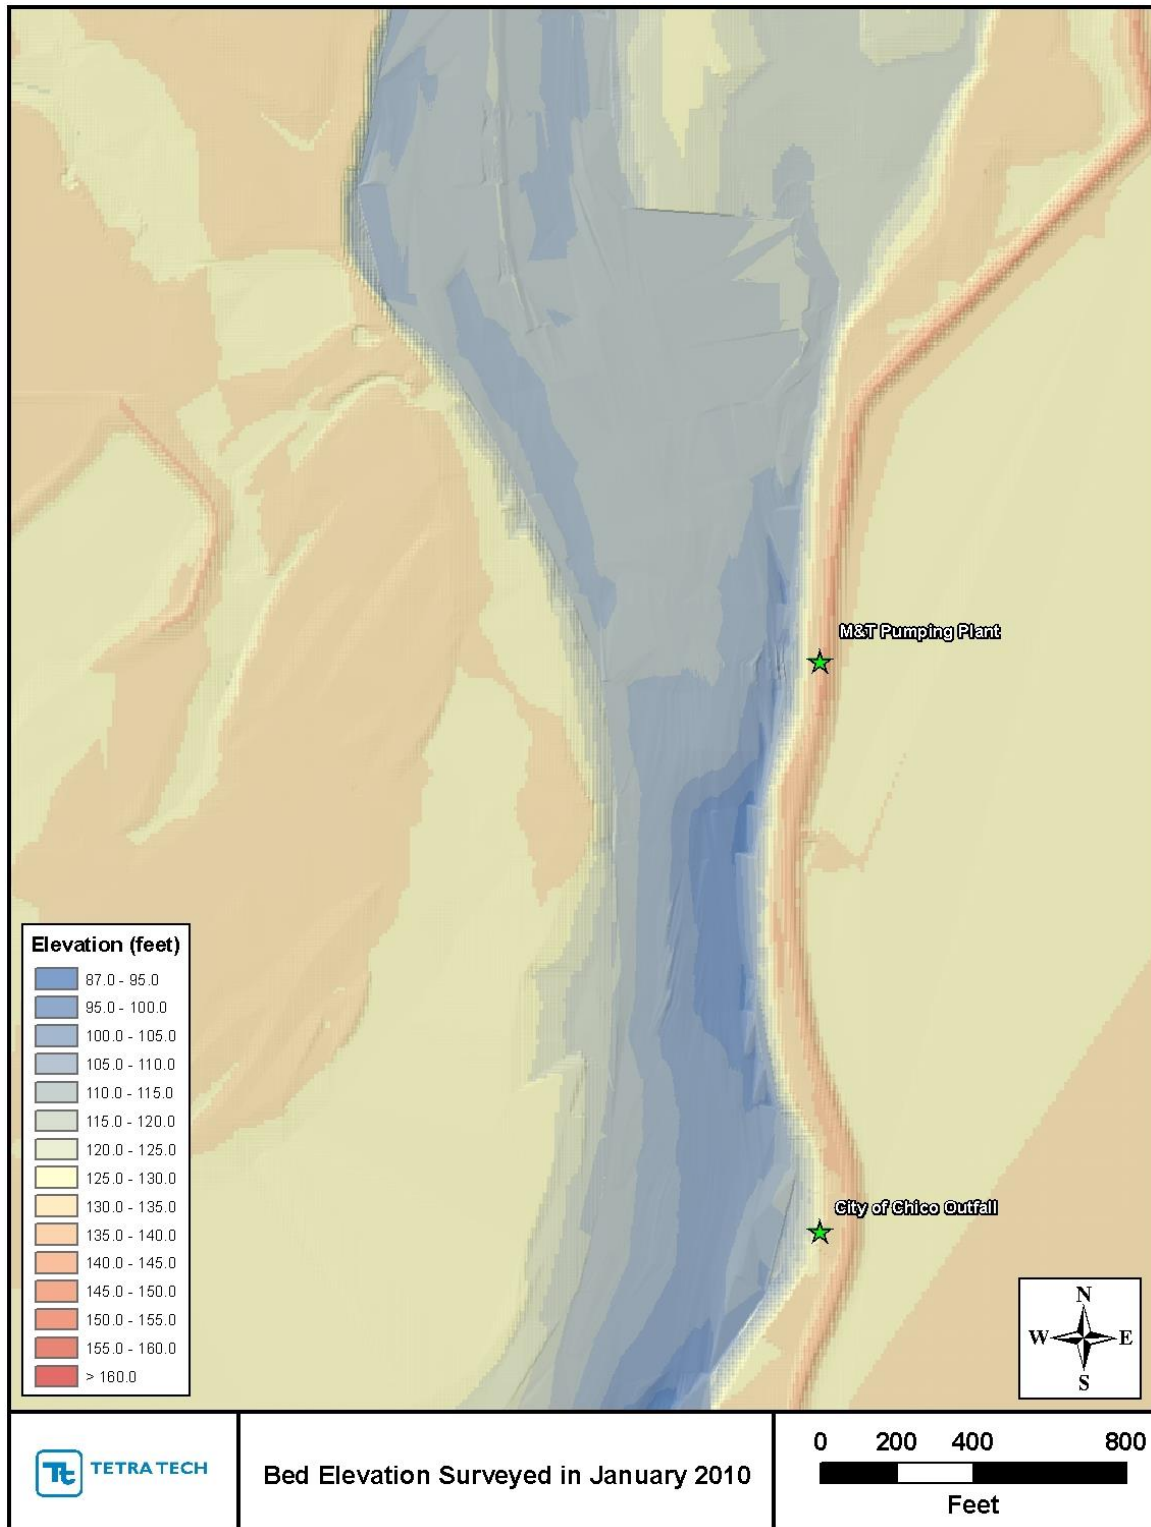 M&T Pumping Plant
City of Chico Outfall
Elevation (feet)
87.0 - 95.0
95.0 - 100.0
100.0 - 105.0
105.0 - 110.0
110.0 - 115.0
115.0 - 120.0
120.0 - 125.0
125.0 - 130.0
130.0 - 135.0
135.0 - 140.0
140.0 - 145.0
145.0 - 150.0
150.0 - 155.0
155.0 - 160.0
> 160.0
N
W E
S
Tt TETRA TECH
Bed Elevation Surveyed in January 2010
0 200 400 800
Feet